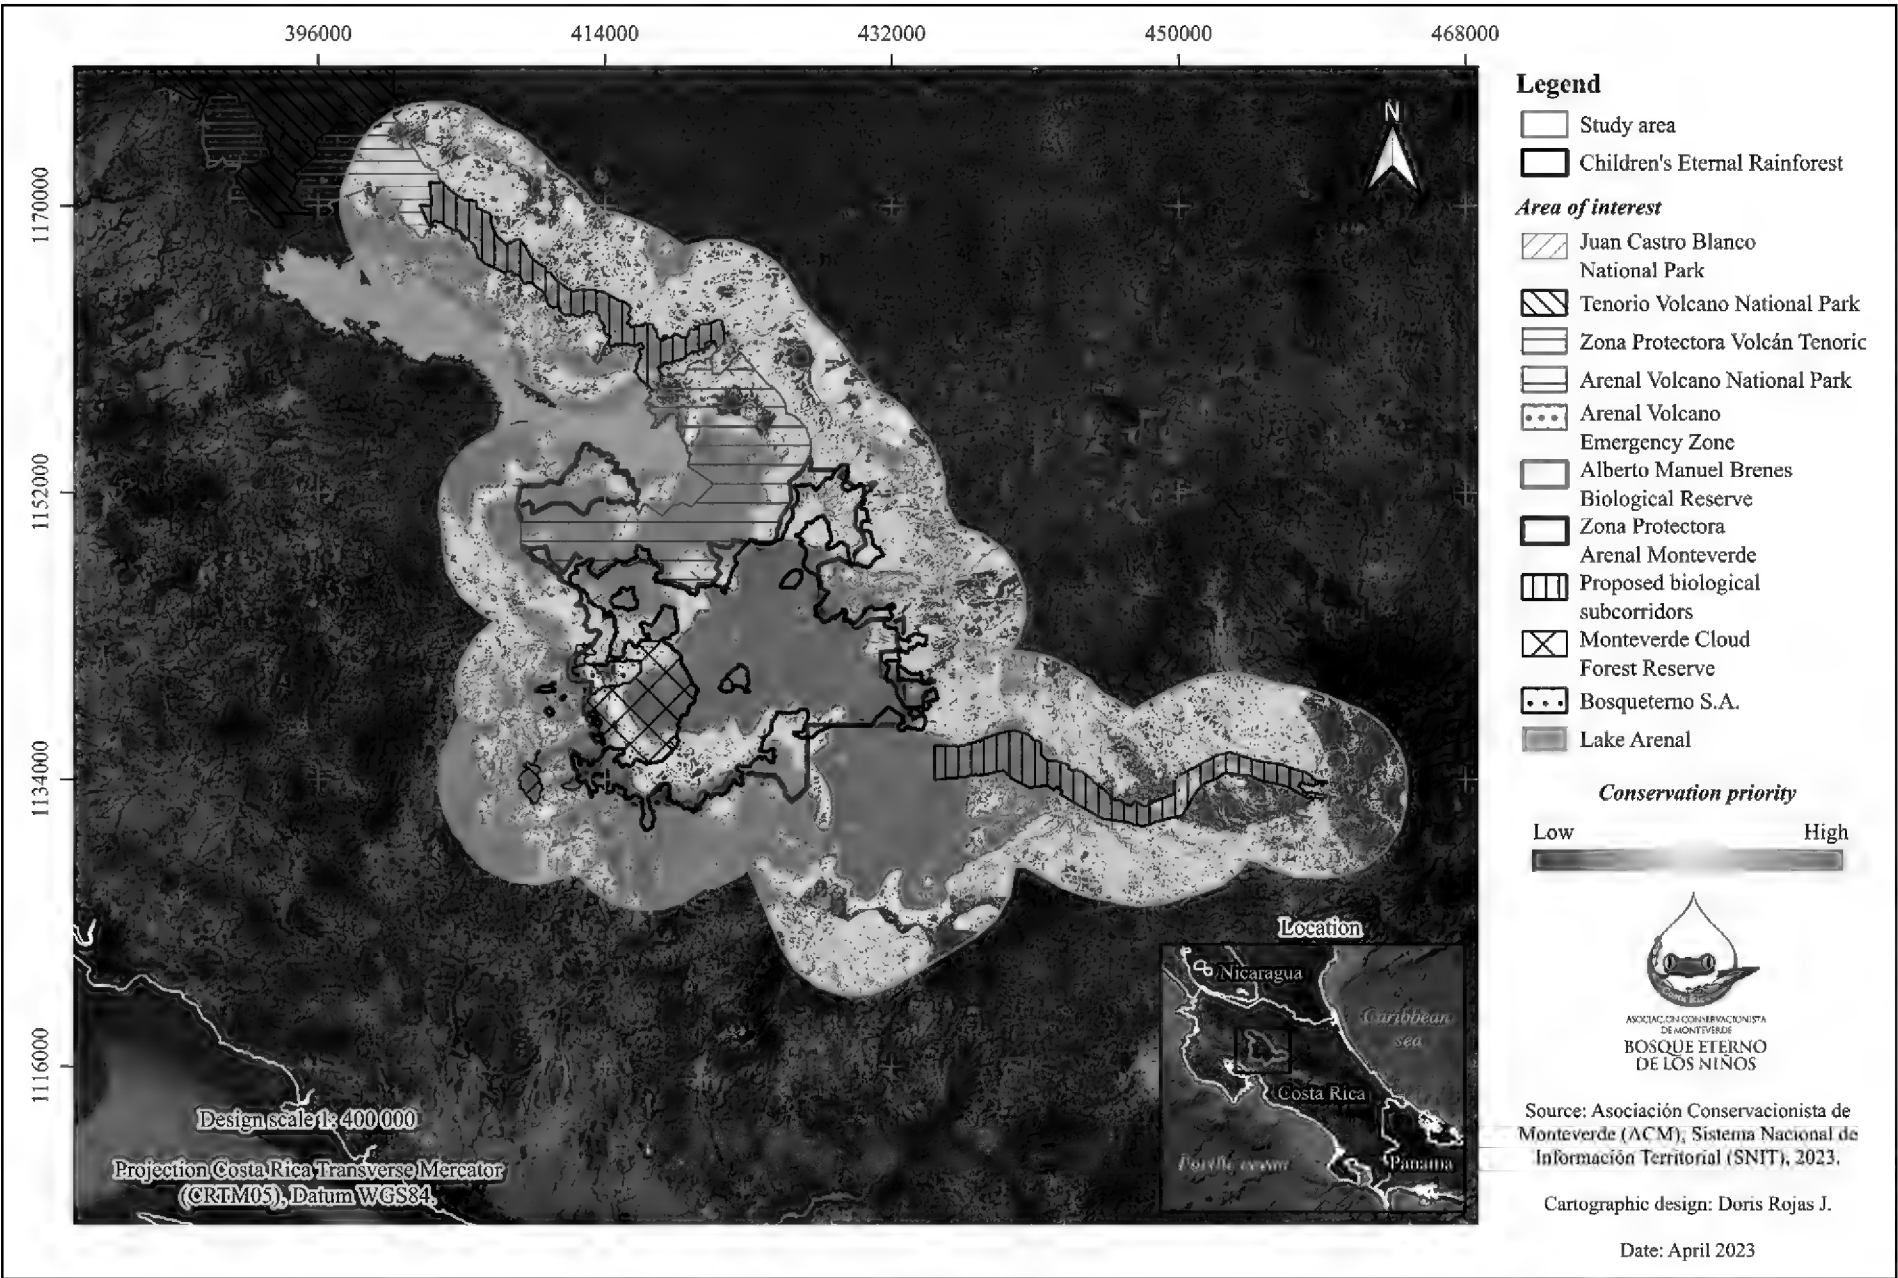 396000
414000
432000
450000
468000
1170000
1152000
1134000
1116000
N
Design scale 1: 400 000
Projection Costa Rica Transverse Mercator
(CRTM05), Datum WGS84.
Location
Nicaragua
Caribbean
sea
Costa Rica
Pacific ocean
Panama
Legend
Study area
Children's Eternal Rainforest
Area of interest
Juan Castro Blanco
National Park
Tenorio Volcano National Park
Zona Protectora Volcán Tenoric
Arenal Volcano National Park
Arenal Volcano
Emergency Zone
Alberto Manuel Brenes
Biological Reserve
Zona Protectora
Arenal Monteverde
Proposed biological
subcorridors
Monteverde Cloud
Forest Reserve
Bosqueterno S.A.
Lake Arenal
Conservation priority
Low High
Costa Rica
ASOCIACION CONSERVACIONISTA
DE MONTEVERDE
BOSQUE ETERNO
DE LOS NIÑOS
Source: Asociación Conservacionista de
Monteverde (ACM), Sistema Nacional de
Información Territorial (SNIT), 2023.
Cartographic design: Doris Rojas J.
Date: April 2023